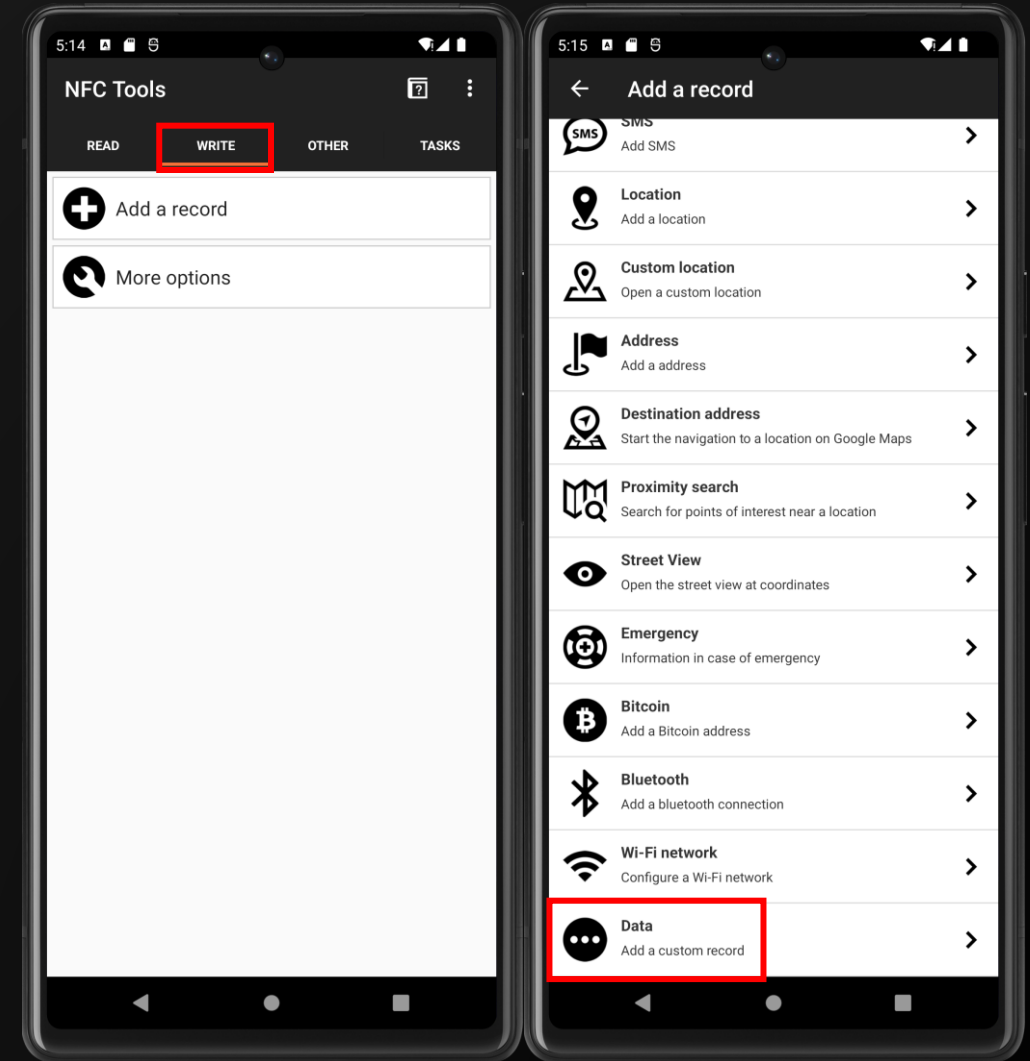 5:14
NFC Tools
READ WRITE OTHER TASKS
Add a record
More options
5:15
Add a record
SMS
Add SMS
Location
Add a location
Custom location
Open a custom location
Address
Add a address
Destination address
Start the navigation to a location on Google Maps
Proximity search
Search for points of interest near a location
Street View
Open the street view at coordinates
Emergency
Information in case of emergency
Bitcoin
Add a Bitcoin address
Bluetooth
Add a bluetooth connection
Wi-Fi network
Configure a Wi-Fi network
Data
Add a custom record